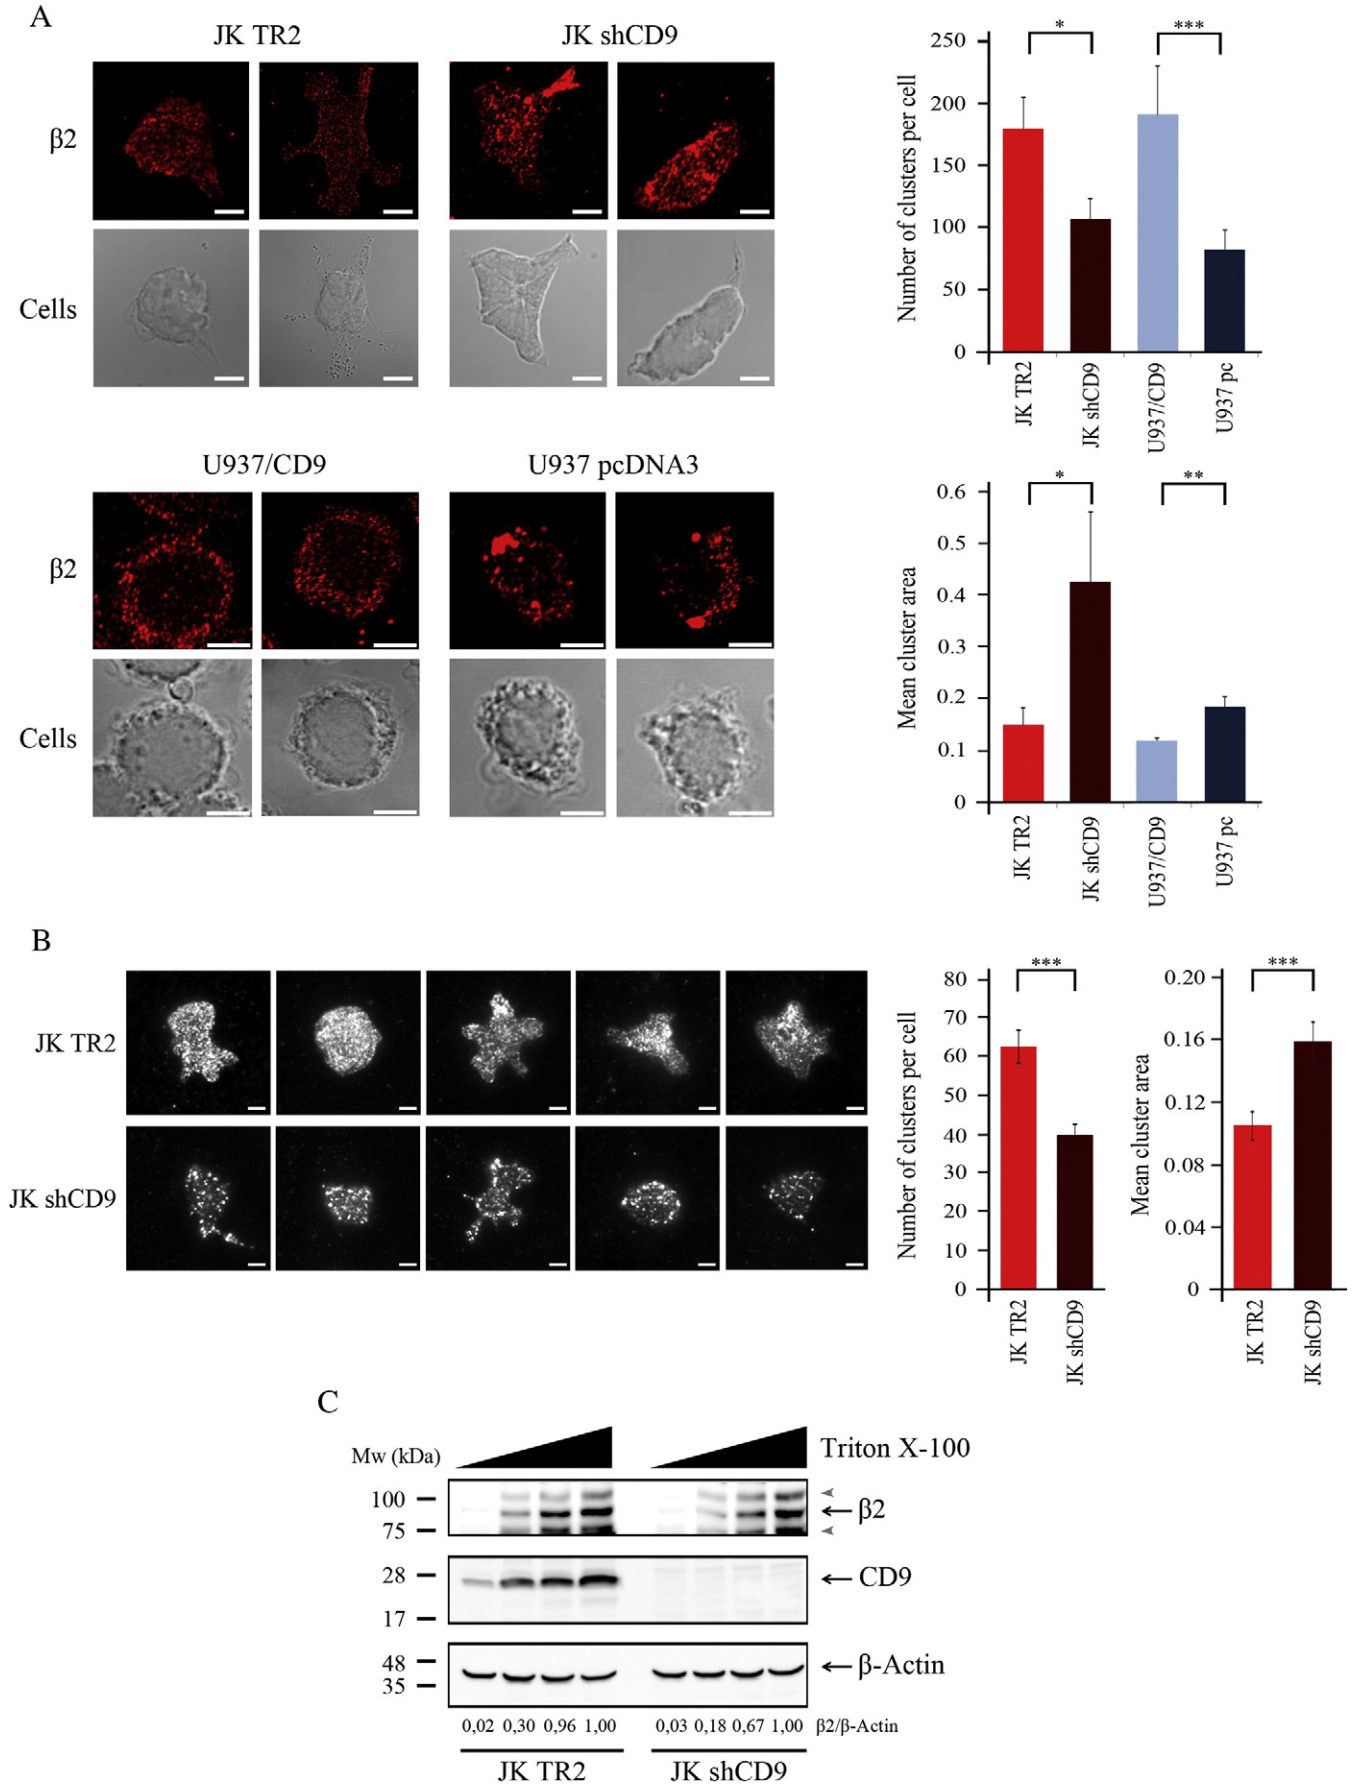 A
JK TR2
JK shCD9
β2
Cells
U937/CD9
U937 pcDNA3
β2
Cells
Number of clusters per cell
250
200
150
100
50
0
*
***
JK TR2
JK shCD9
U937/CD9
U937 pc
Mean cluster area
0.6
0.5
0.4
0.3
0.2
0.1
0
*
**
JK TR2
JK shCD9
U937/CD9
U937 pc
B
JK TR2
JK shCD9
Number of clusters per cell
80
70
60
50
40
30
20
10
0
***
JK TR2
JK shCD9
Mean cluster area
0.20
0.16
0.12
0.08
0.04
0
***
JK TR2
JK shCD9
C
Mw (kDa)
Triton X-100
100
75
β2
28
17
CD9
48
35
β-Actin
0,02 0,30 0,96 1,00 0,03 0,18 0,67 1,00 β2/β-Actin
JK TR2 JK shCD9